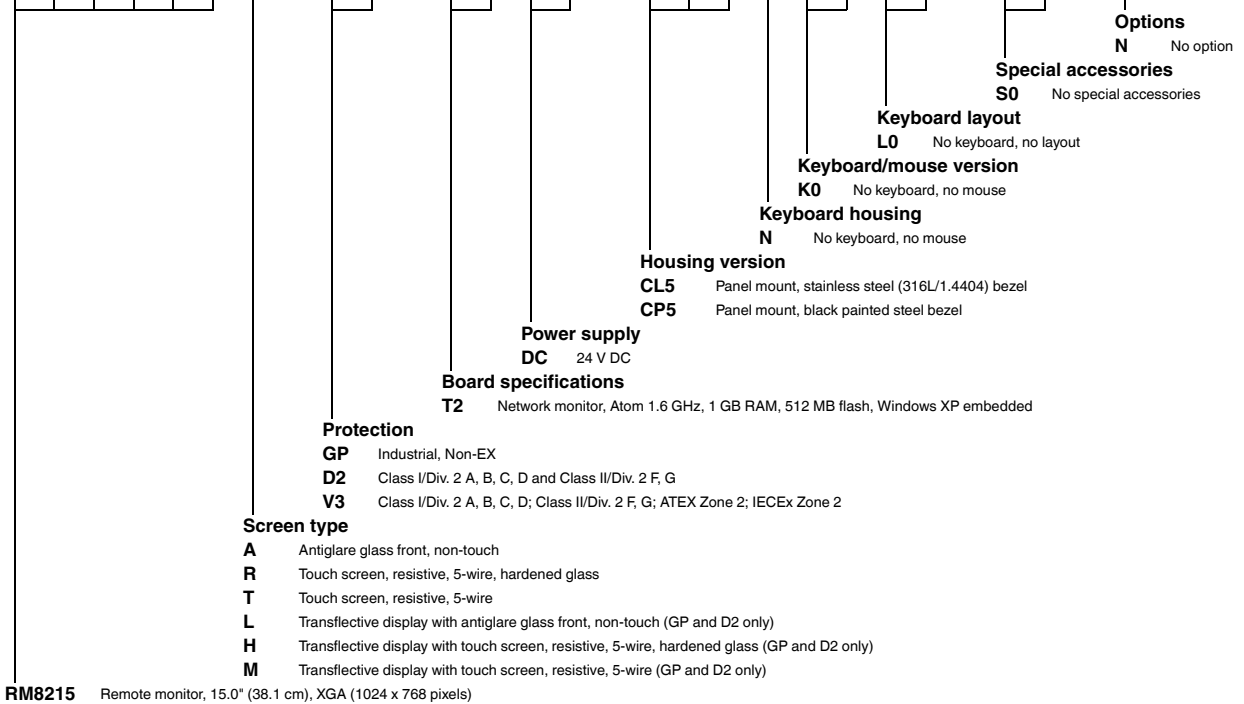 Options
N No option
Special accessories
S0 No special accessories
Keyboard layout
L0 No keyboard, no layout
Keyboard/mouse version
K0 No keyboard, no mouse
Keyboard housing
N No keyboard, no mouse
Housing version
CL5 Panel mount, stainless steel (316L/1.4404) bezel
CP5 Panel mount, black painted steel bezel
Power supply
DC 24 V DC
Board specifications
T2 Network monitor, Atom 1.6 GHz, 1 GB RAM, 512 MB flash, Windows XP embedded
Protection
GP Industrial, Non-EX
D2 Class I/Div. 2 A, B, C, D and Class II/Div. 2 F, G
V3 Class I/Div. 2 A, B, C, D; Class II/Div. 2 F, G; ATEX Zone 2; IECEx Zone 2
Screen type
A Antiglare glass front, non-touch
R Touch screen, resistive, 5-wire, hardened glass
T Touch screen, resistive, 5-wire
L Transflective display with antiglare glass front, non-touch (GP and D2 only)
H Transflective display with touch screen, resistive, 5-wire, hardened glass (GP and D2 only)
M Transflective display with touch screen, resistive, 5-wire (GP and D2 only)
RM8215 Remote monitor, 15.0" (38.1 cm), XGA (1024 x 768 pixels)